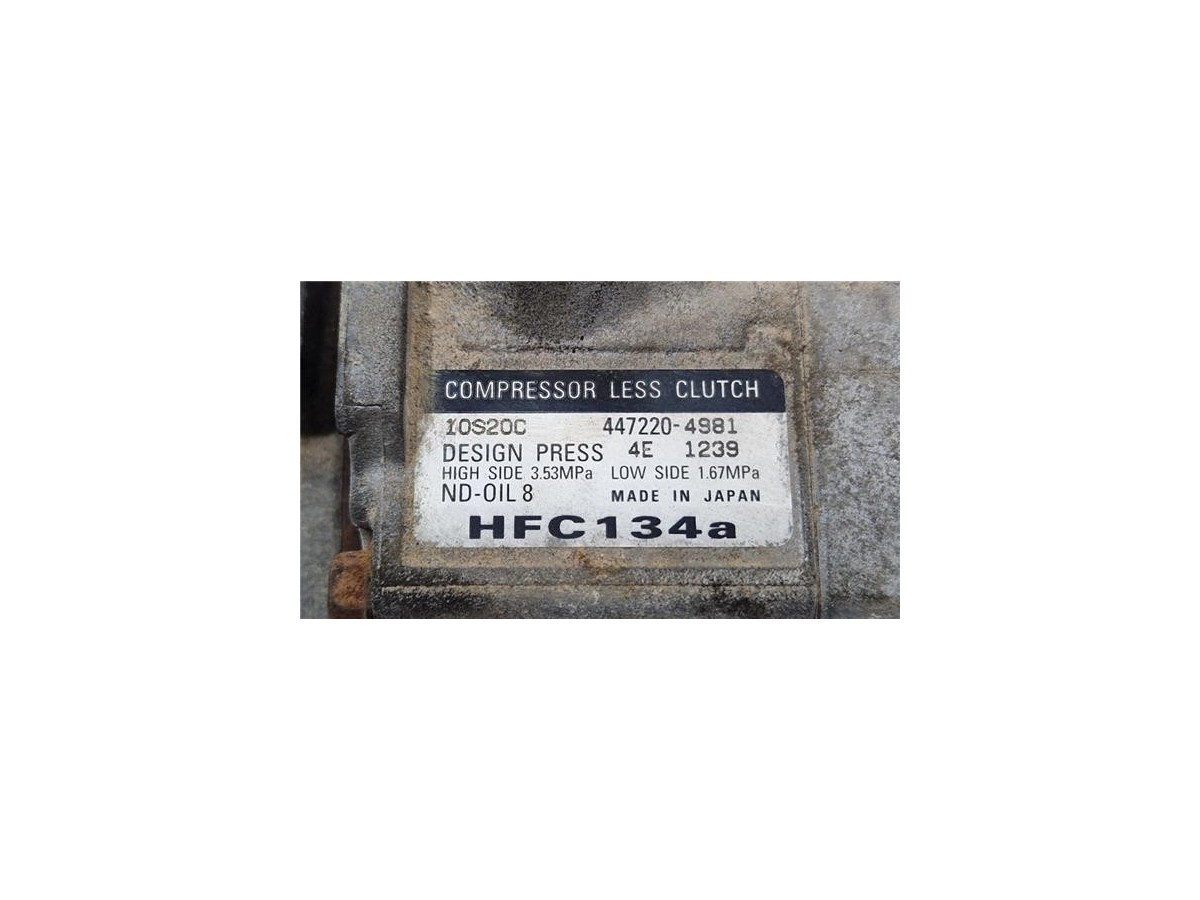 COMPRESSOR LESS CLUTCH
10S20C 447220-4981
DESIGN PRESS 4E 1239
HIGH SIDE 3.53MPa LOW SIDE 1.67MPa
ND-OIL 8 MADE IN JAPAN
HFC134a